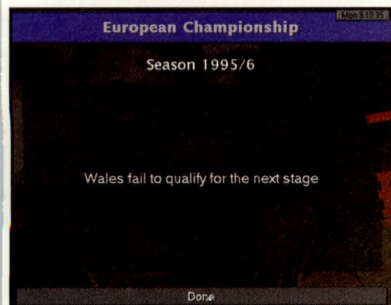 European Championship
Season 1995/6
Wales fail to qualify for the next stage
Done